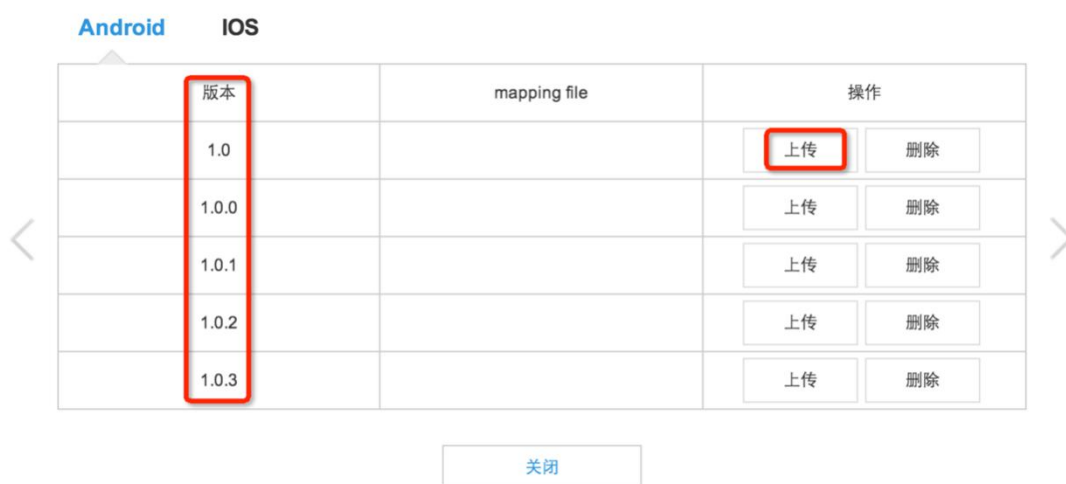 Android IOS
版本 mapping file 操作
1.0 上传 删除
1.0.0 上传 删除
1.0.1 上传 删除
1.0.2 上传 删除
1.0.3 上传 删除
关闭